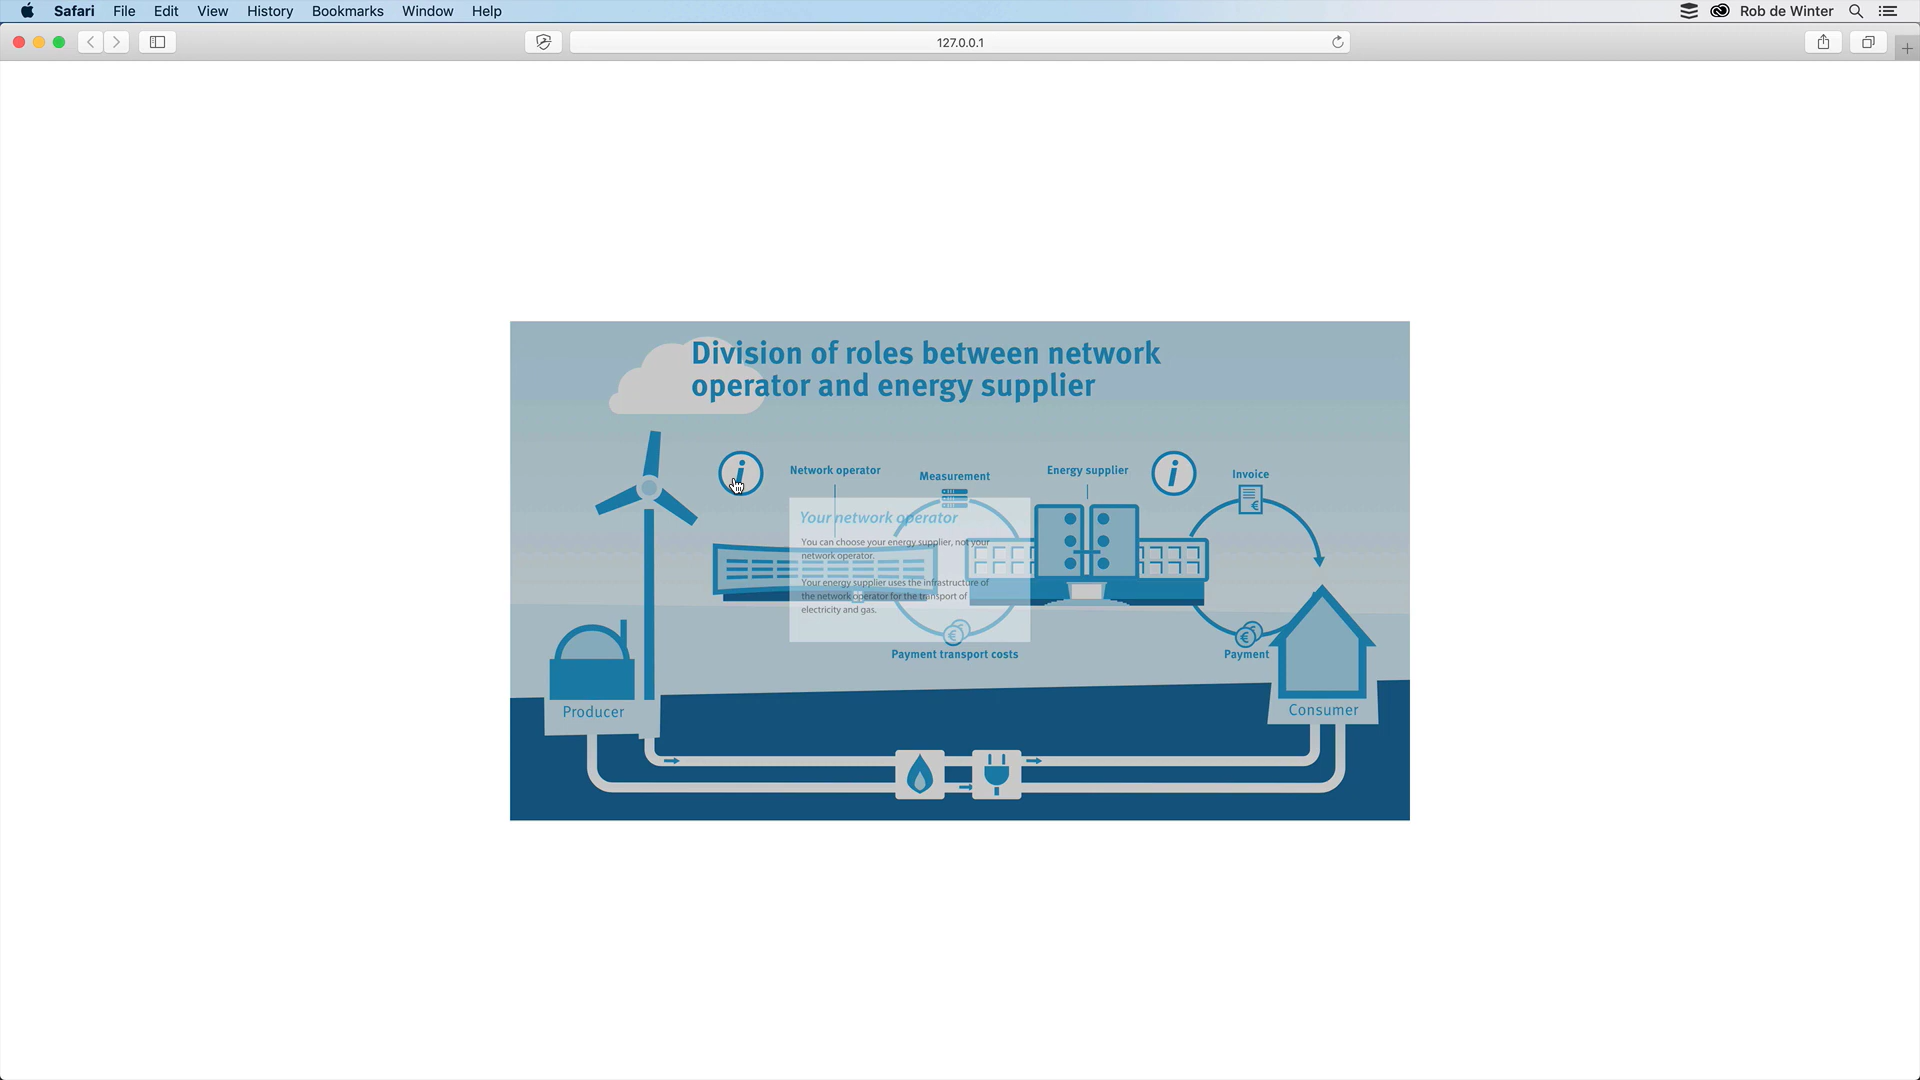 Safari File Edit View History Bookmarks Window Help Rob de Winter
127.0.0.1
Division of roles between network
operator and energy supplier
i
Network operator
Measurement
Energy supplier
i
Invoice
€
Your network operator
You can choose your energy supplier, not your
network operator.
Your energy supplier uses the infrastructure of
the network operator for the transport of
electricity and gas.
€
Payment transport costs
€
Payment
Producer
Consumer